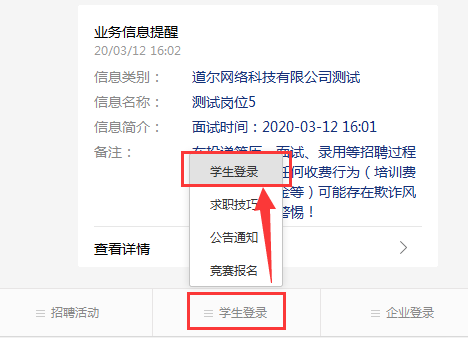 业务信息提醒
20/03/12 16:02
信息类别： 道尔网络科技有限公司测试
信息名称： 测试岗位5
信息简介： 面试时间：2020-03-12 16:01
备注： 在投递简历、面试、录用等招聘过程
任何收费行为（培训费
金等）可能存在欺诈风
警惕！
学生登录
求职技巧
公告通知
竞赛报名
查看详情
招聘活动 学生登录 企业登录